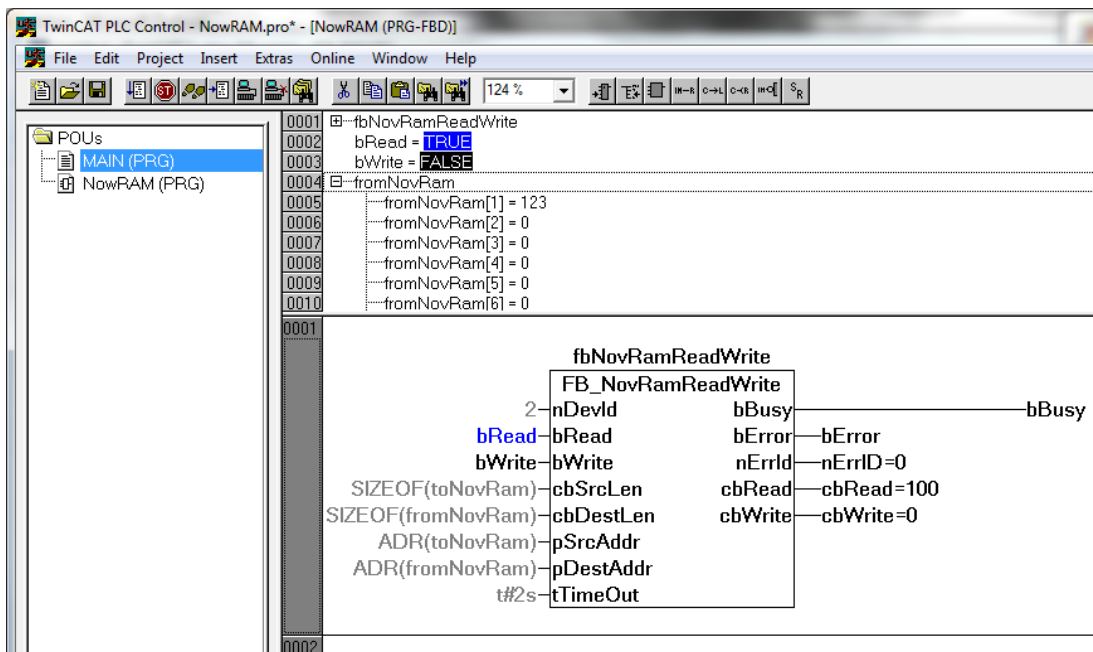 TwinCAT PLC Control - NowRAM.pro* - [NowRAM (PRG-FBD)]
File Edit Project Insert Extras Online Window Help
124 %
POUs
MAIN (PRG)
NowRAM (PRG)
0001 fbNovRamReadWrite
0002 bRead = TRUE
0003 bWrite = FALSE
0004 fromNovRam
0005 fromNovRam[1] = 123
0006 fromNovRam[2] = 0
0007 fromNovRam[3] = 0
0008 fromNovRam[4] = 0
0009 fromNovRam[5] = 0
0010 fromNovRam[6] = 0
0001
fbNovRamReadWrite
FB_NovRamReadWrite
2 nDevId bBusy bBusy
bRead bRead bError bError
bWrite bWrite nErrId nErrID=0
SIZEOF(toNovRam) cbSrcLen cbRead cbRead=100
SIZEOF(fromNovRam) cbDestLen cbWrite cbWrite=0
ADR(toNovRam) pSrcAddr
ADR(fromNovRam) pDestAddr
t#2s tTimeOut
0002